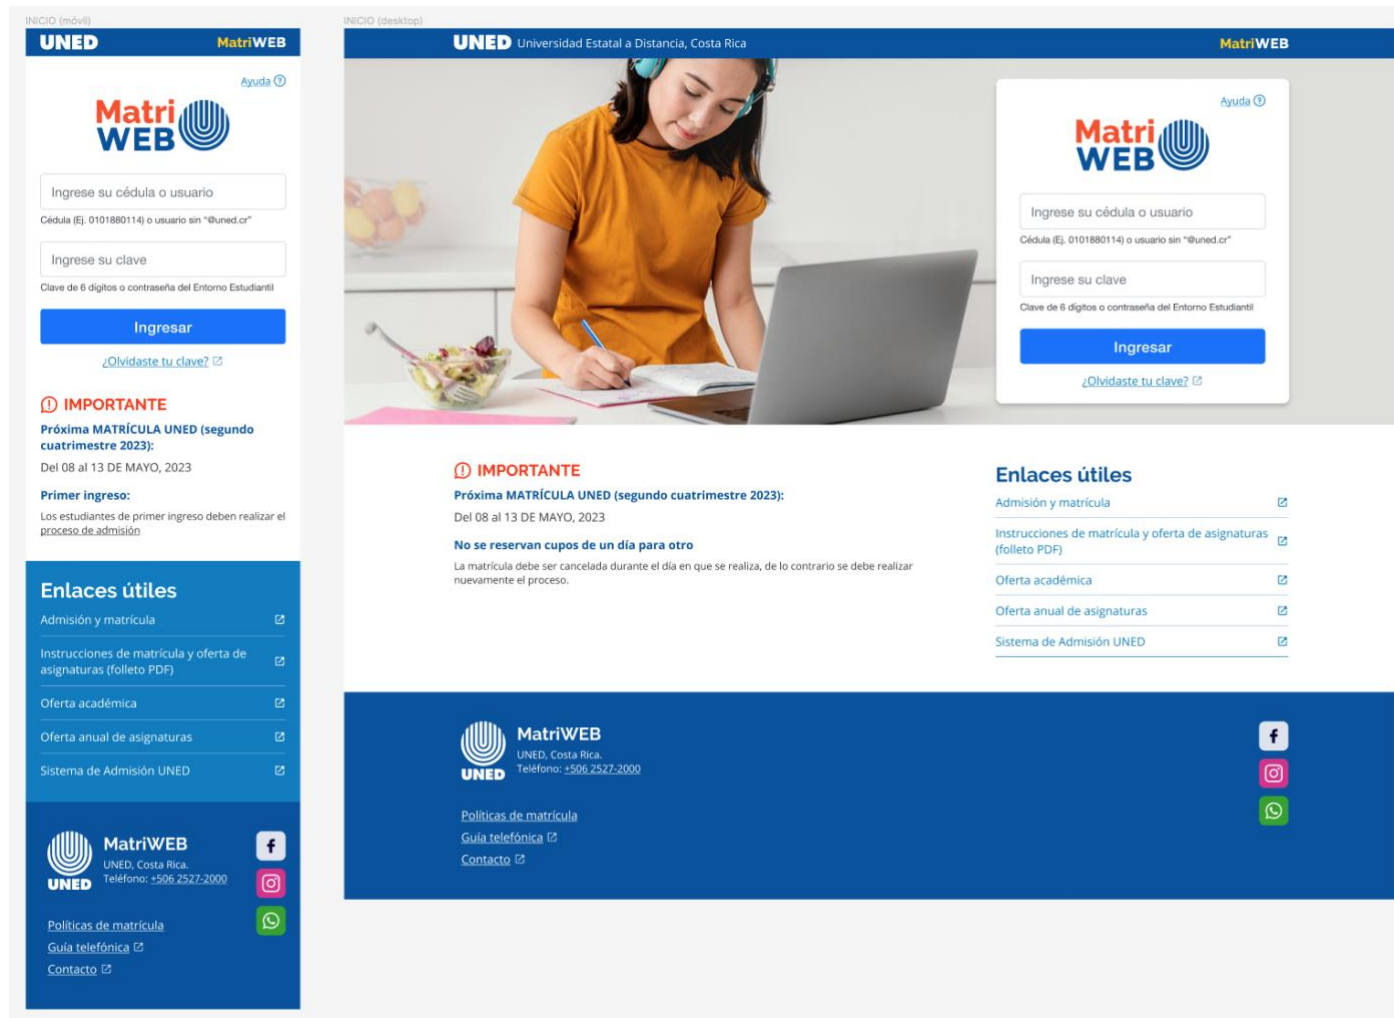 INICIO (móvil)
UNED MatriWEB
Ayuda
Matri
WEB
Ingrese su cédula o usuario
Cédula (Ej. 0101880114) o usuario sin "@uned.cr"
Ingrese su clave
Clave de 6 dígitos o contraseña del Entorno Estudiantil
Ingresar
¿Olvidaste tu clave?
IMPORTANTE
Próxima MATRÍCULA UNED (segundo
cuatrimestre 2023):
Del 08 al 13 DE MAYO, 2023
Primer ingreso:
Los estudiantes de primer ingreso deben realizar el
proceso de admisión
Enlaces útiles
Admisión y matrícula
Instrucciones de matrícula y oferta de
asignaturas (folleto PDF)
Oferta académica
Oferta anual de asignaturas
Sistema de Admisión UNED
UNED
MatriWEB
UNED, Costa Rica.
Teléfono: +506 2527-2000
Políticas de matrícula
Guía telefónica
Contacto
INICIO (desktop)
UNED Universidad Estatal a Distancia, Costa Rica MatriWEB
Ayuda
Matri
WEB
Ingrese su cédula o usuario
Cédula (Ej. 0101880114) o usuario sin "@uned.cr"
Ingrese su clave
Clave de 6 dígitos o contraseña del Entorno Estudiantil
Ingresar
¿Olvidaste tu clave?
IMPORTANTE
Próxima MATRÍCULA UNED (segundo cuatrimestre 2023):
Del 08 al 13 DE MAYO, 2023
No se reservan cupos de un día para otro
La matrícula debe ser cancelada durante el día en que se realiza, de lo contrario se debe realizar
nuevamente el proceso.
Enlaces útiles
Admisión y matrícula
Instrucciones de matrícula y oferta de asignaturas
(folleto PDF)
Oferta académica
Oferta anual de asignaturas
Sistema de Admisión UNED
UNED
MatriWEB
UNED, Costa Rica.
Teléfono: +506 2527-2000
Políticas de matrícula
Guía telefónica
Contacto